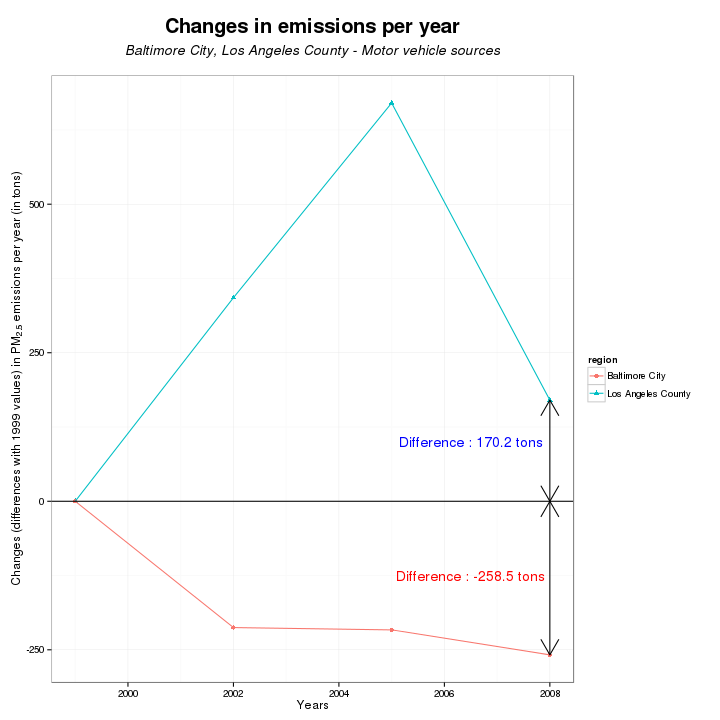 Changes in emissions per year
Baltimore City, Los Angeles County - Motor vehicle sources
Changes (differences with 1999 values) in PM2.5 emissions per year (in tons)
500
250
0
-250
Difference : 170.2 tons
Difference : -258.5 tons
2000 2002 2004 2006 2008
Years
region
Baltimore City
Los Angeles County